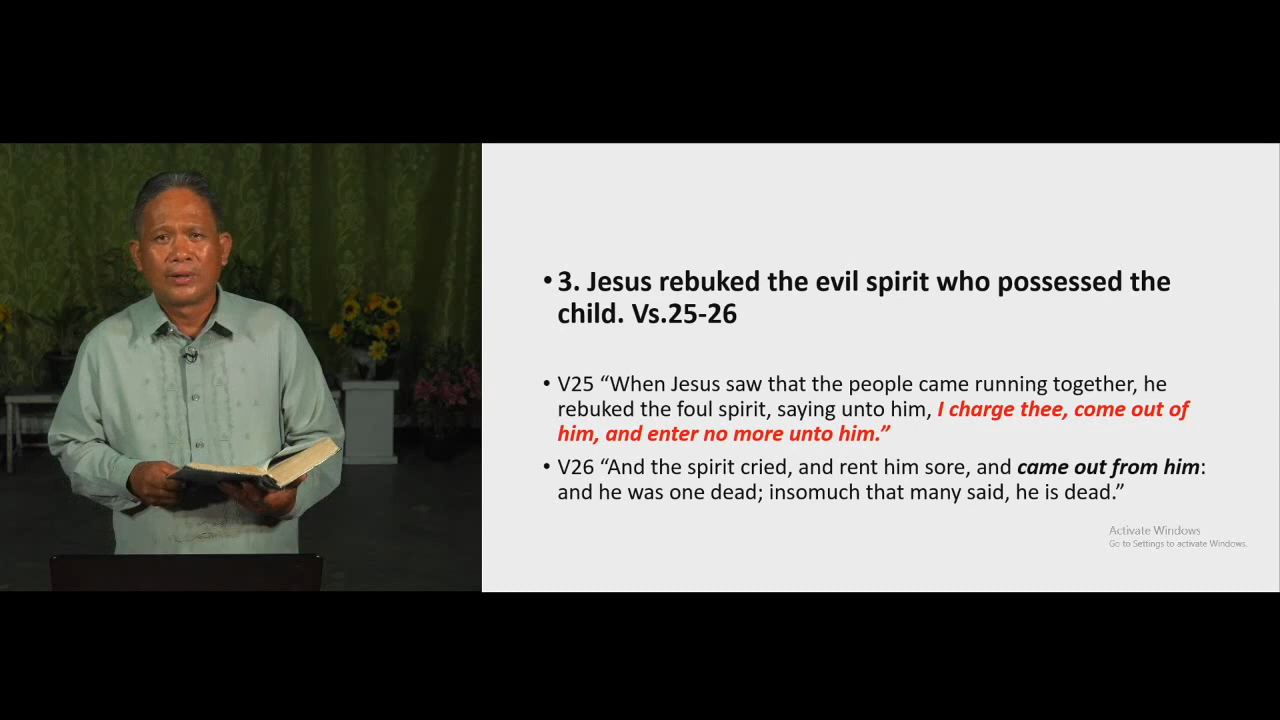 • 3. Jesus rebuked the evil spirit who possessed the
child. Vs.25-26
• V25 “When Jesus saw that the people came running together, he
rebuked the foul spirit, saying unto him, I charge thee, come out of
him, and enter no more unto him.”
• V26 “And the spirit cried, and rent him sore, and came out from him:
and he was one dead; insomuch that many said, he is dead.”
Activate Windows
Go to Settings to activate Windows.